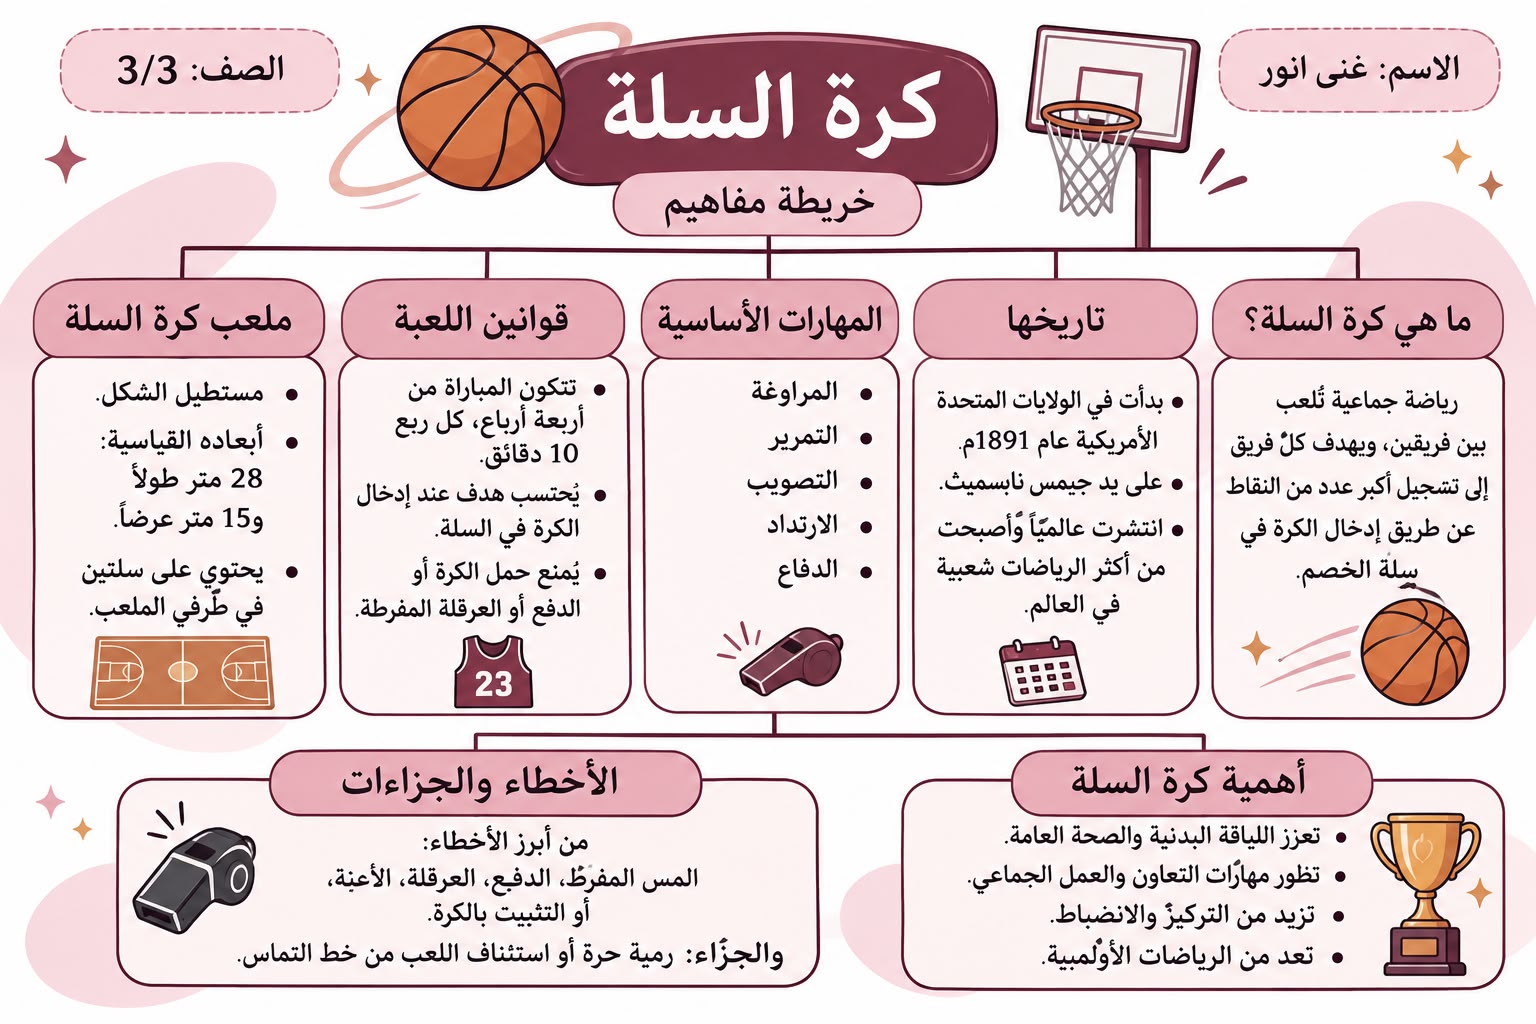 الاسم: غنى انور
كرة السلة
الصف: 3/3
خريطة مفاهيم
ما هي كرة السلة؟
رياضة جماعية تُلعب
بين فريقين، ويهدف كلٌ فريق
إلى تسجيل أكبر عدد من النقاط
عن طريق إدخال الكرة في
سلة الخصم.
تاريخها
• بدأت في الولايات المتحدة
الأمريكية عام 1891م.
• على يد جيمس نابسميث.
• انتشرت عالميّاً وأصبحت
من أكثر الرياضات شعبية
في العالم.
المهارات الأساسية
• المراوغة
• التمرير
• التصويب
• الارتداد
• الدفاع
قوانين اللعبة
• تتكون المباراة من
أربعة أرباع، كل ربع
10 دقائق.
• يُحتسب هدف عند إدخال
الكرة في السلة.
• يُمنع حمل الكرة أو
الدفع أو العرقلة المفرطة.
23
ملعب كرة السلة
• مستطيل الشكل.
• أبعاده القياسية:
28 متر طولاً
و15 متر عرضاً.
• يحتوي على سلتين
في طّرفي الملعب.
أهمية كرة السلة
• تعزز اللياقة البدنية والصحة العامة.
• تظور مهارات التعاون والعمل الجماعي.
• تزيد من التركيزُ والانضباط.
• تعد من الرياضات الأوُلمبية.
الأخطاء والجزاءات
من أبرز الأخطاء:
المس المفرطُ، الدفع، العرقلة، الأعبْة،
أو التثبيت بالكرة.
والجزُاء: رمية حرة أو استئناف اللعب من خط التماس.